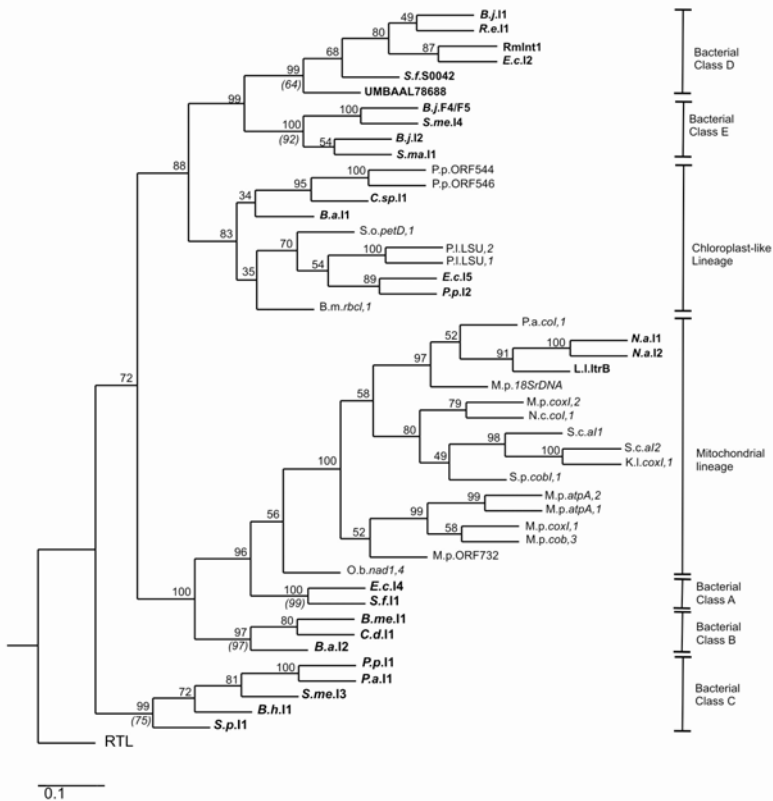 49
B.j.I1
R.e.I1
80
87
RmInt1
E.c.I2
68
S.f.S0042
99
(64)
UMBAAL78688
Bacterial
Class D
99
100
(92)
100
B.j.F4/F5
S.me.I4
54
B.j.I2
S.ma.I1
Bacterial
Class E
88
100
P.p.ORF544
P.p.ORF546
95
C.sp.I1
34
B.a.I1
83
S.o.petD,1
70
100
P.l.LSU,2
P.l.LSU,1
54
89
E.c.I5
P.p.I2
35
B.m.rbcl,1
Chloroplast-like
Lineage
72
P.a.coI,1
52
100
N.a.I1
N.a.I2
91
L.l.ltrB
97
M.p.18SrDNA
58
79
M.p.coxI,2
N.c.coI,1
80
98
S.c.aI1
100
S.c.aI2
K.l.coxI,1
49
S.p.cobI,1
100
99
M.p.atpA,2
M.p.atpA,1
99
58
M.p.coxI,1
M.p.cob,3
52
M.p.ORF732
56
O.b.nad1,4
Mitochondrial
lineage
96
100
(99)
E.c.I4
S.f.I1
Bacterial
Class A
100
80
B.me.I1
C.d.I1
97
(97)
B.a.I2
Bacterial
Class B
100
P.p.I1
P.a.I1
81
S.me.I3
72
B.h.I1
99
(75)
S.p.I1
Bacterial
Class C
RTL
0.1